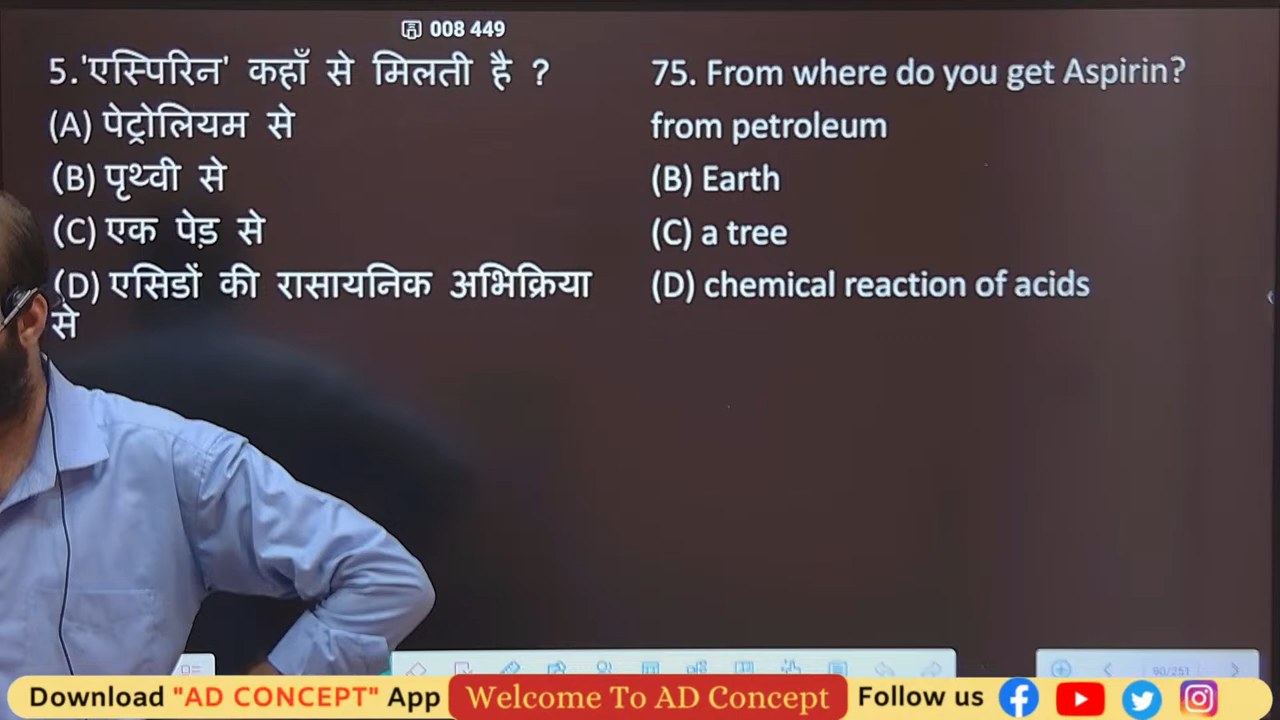 008 449
5.'एस्पिरिन' कहाँ से मिलती है ?
(A) पेट्रोलियम से
(B) पृथ्वी से
(C) एक पेड़ से
(D) एसिडों की रासायनिक अभिक्रिया
से
75. From where do you get Aspirin?
from petroleum
(B) Earth
(C) a tree
(D) chemical reaction of acids
90/251
Download "AD CONCEPT" App
Welcome To AD Concept
Follow us